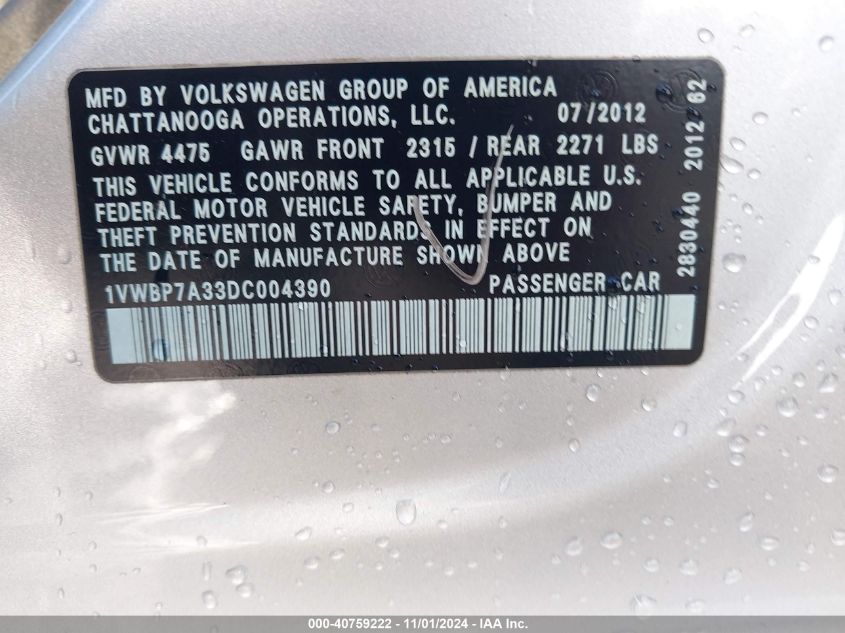 MFD BY VOLKSWAGEN GROUP OF AMERICA
CHATTANOOGA OPERATIONS, LLC. 07/2012
GVWR 4475 GAWR FRONT 2315 / REAR 2271 LBS
THIS VEHICLE CONFORMS TO ALL APPLICABLE U.S.
FEDERAL MOTOR VEHICLE SAFETY, BUMPER AND
THEFT PREVENTION STANDARDS IN EFFECT ON
THE DATE OF MANUFACTURE SHOWN ABOVE
1VWBP7A33DC004390 PASSENGER CAR
2830440 2012 62
000-40759222 - 11/01/2024 - IAA Inc.